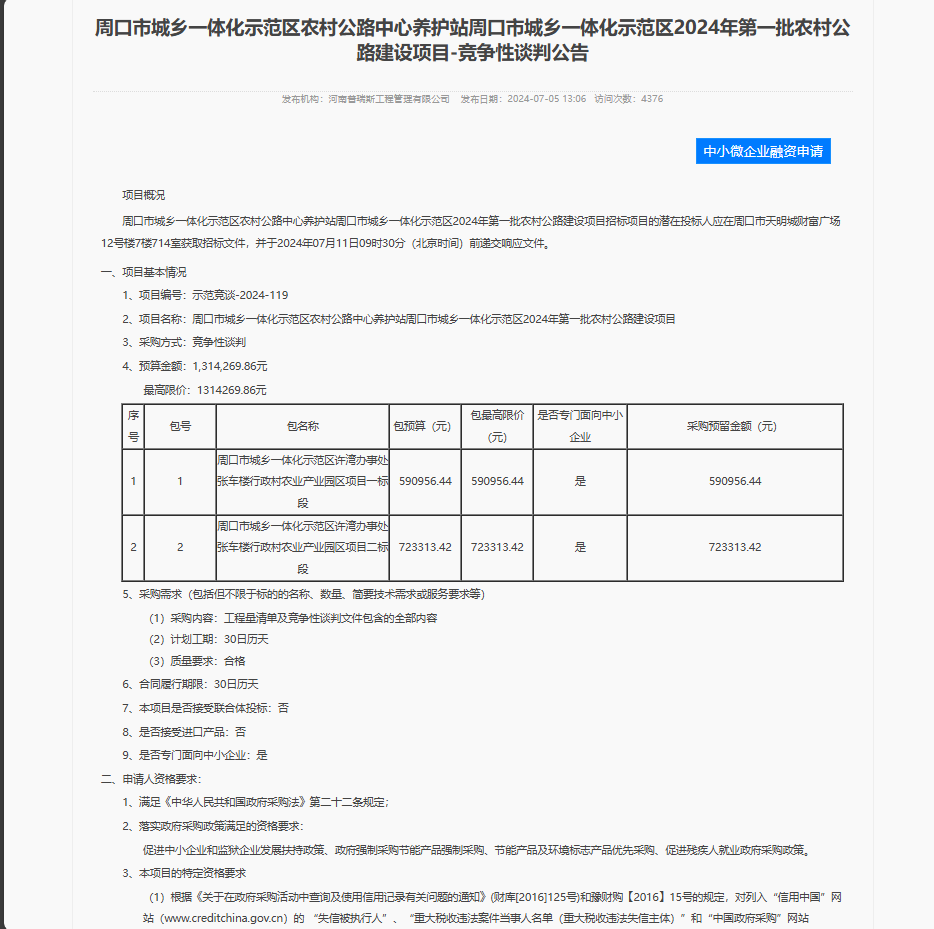 周口市城乡一体化示范区农村公路中心养护站周口市城乡一体化示范区2024年第一批农村公
路建设项目-竞争性谈判公告
发布机构：河南普瑞斯工程管理有限公司 发布日期：2024-07-05 13:06 访问次数：4376
中小微企业融资申请
项目概况
周口市城乡一体化示范区农村公路中心养护站周口市城乡一体化示范区2024年第一批农村公路建设项目招标项目的潜在投标人应在周口市天明城财富广场
12号楼7楼714室获取招标文件，并于2024年07月11日09时30分（北京时间）前递交响应文件。
一、项目基本情况
1、项目编号：示范竞谈-2024-119
2、项目名称：周口市城乡一体化示范区农村公路中心养护站周口市城乡一体化示范区2024年第一批农村公路建设项目
3、采购方式：竞争性谈判
4、预算金额：1,314,269.86元
最高限价：1314269.86元
序号 包号 包名称 包预算（元） 包最高限价（元） 是否专门面向中小企业 采购预留金额（元）
1 1 周口市城乡一体化示范区许湾办事处张车楼行政村农业产业园区项目一标段 590956.44 590956.44 是 590956.44
2 2 周口市城乡一体化示范区许湾办事处张车楼行政村农业产业园区项目二标段 723313.42 723313.42 是 723313.42
5、采购需求（包括但不限于标的的名称、数量、简要技术需求或服务要求等）
（1）采购内容：工程量清单及竞争性谈判文件包含的全部内容
（2）计划工期：30日历天
（3）质量要求：合格
6、合同履行期限：30日历天
7、本项目是否接受联合体投标：否
8、是否接受进口产品：否
9、是否专门面向中小企业：是
二、申请人资格要求：
1、满足《中华人民共和国政府采购法》第二十二条规定；
2、落实政府采购政策满足的资格要求：
促进中小企业和监狱企业发展扶持政策、政府强制采购节能产品强制采购、节能产品及环境标志产品优先采购、促进残疾人就业政府采购政策。
3、本项目的特定资格要求
（1）根据《关于在政府采购活动中查询及使用信用记录有关问题的通知》(财库[2016]125号)和豫财购【2016】15号的规定，对列入“信用中国”网
站（www.creditchina.gov.cn）的 “失信被执行人”、“重大税收违法案件当事人名单（重大税收违法失信主体）”和“中国政府采购”网站